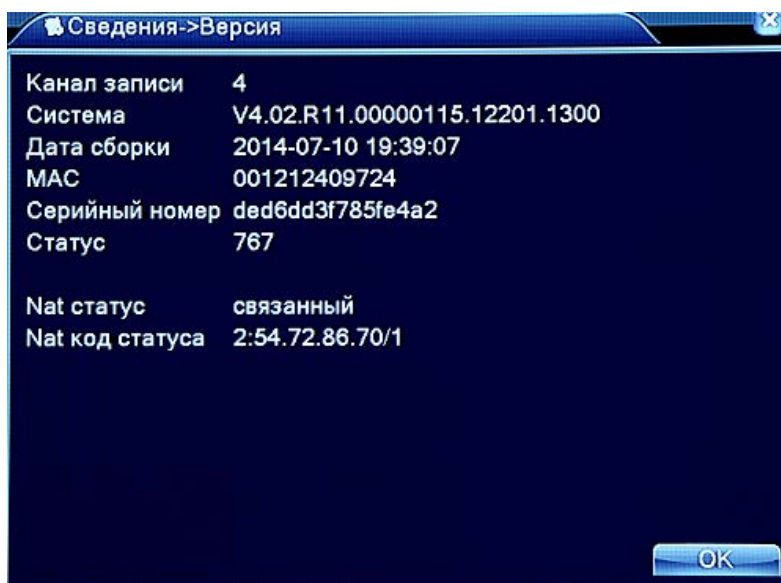 Сведения->Версия
Канал записи 4
Система V4.02.R11.00000115.12201.1300
Дата сборки 2014-07-10 19:39:07
MAC 001212409724
Серийный номер ded6dd3f785fe4a2
Статус 767
Nat статус связанный
Nat код статуса 2:54.72.86.70/1
OK